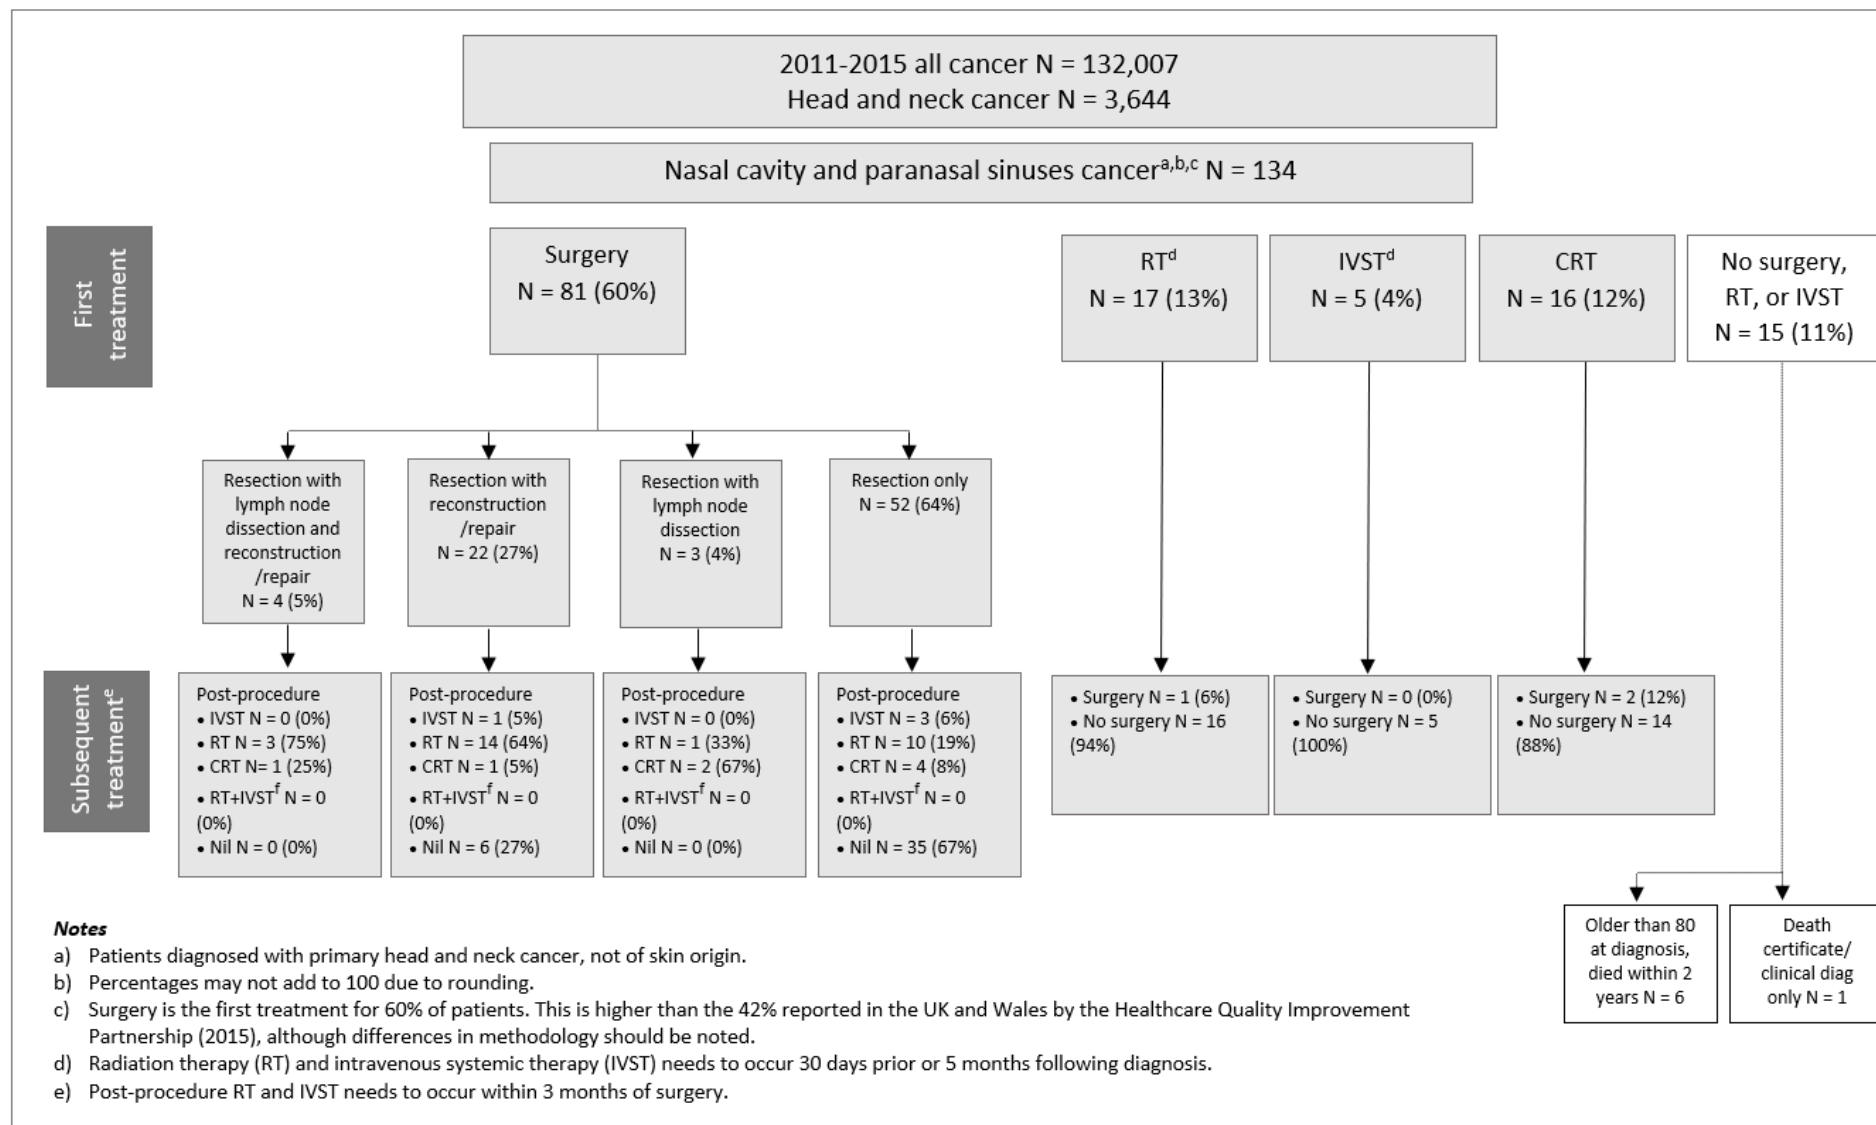 2011-2015 all cancer N = 132,007
Head and neck cancer N = 3,644
Nasal cavity and paranasal sinuses cancerᵃ,ᵇ,ᶜ N = 134
First
treatment
Surgery
N = 81 (60%)
RTᵈ
N = 17 (13%)
IVSTᵈ
N = 5 (4%)
CRT
N = 16 (12%)
No surgery,
RT, or IVST
N = 15 (11%)
Resection with
lymph node
dissection and
reconstruction
/repair
N = 4 (5%)
Resection with
reconstruction
/repair
N = 22 (27%)
Resection with
lymph node
dissection
N = 3 (4%)
Resection only
N = 52 (64%)
Subsequent
treatmentᵉ
Post-procedure
• IVST N = 0 (0%)
• RT N = 3 (75%)
• CRT N= 1 (25%)
• RT+IVSTᶠ N = 0
(0%)
• Nil N = 0 (0%)
Post-procedure
• IVST N = 1 (5%)
• RT N = 14 (64%)
• CRT N = 1 (5%)
• RT+IVSTᶠ N = 0
(0%)
• Nil N = 6 (27%)
Post-procedure
• IVST N = 0 (0%)
• RT N = 1 (33%)
• CRT N = 2 (67%)
• RT+IVSTᶠ N = 0
(0%)
• Nil N = 0 (0%)
Post-procedure
• IVST N = 3 (6%)
• RT N = 10 (19%)
• CRT N = 4 (8%)
• RT+IVSTᶠ N = 0
(0%)
• Nil N = 35 (67%)
• Surgery N = 1 (6%)
• No surgery N = 16
(94%)
• Surgery N = 0 (0%)
• No surgery N = 5
(100%)
• Surgery N = 2 (12%)
• No surgery N = 14
(88%)
Older than 80
at diagnosis,
died within 2
years N = 6
Death
certificate/
clinical diag
only N = 1
Notes
a) Patients diagnosed with primary head and neck cancer, not of skin origin.
b) Percentages may not add to 100 due to rounding.
c) Surgery is the first treatment for 60% of patients. This is higher than the 42% reported in the UK and Wales by the Healthcare Quality Improvement
Partnership (2015), although differences in methodology should be noted.
d) Radiation therapy (RT) and intravenous systemic therapy (IVST) needs to occur 30 days prior or 5 months following diagnosis.
e) Post-procedure RT and IVST needs to occur within 3 months of surgery.